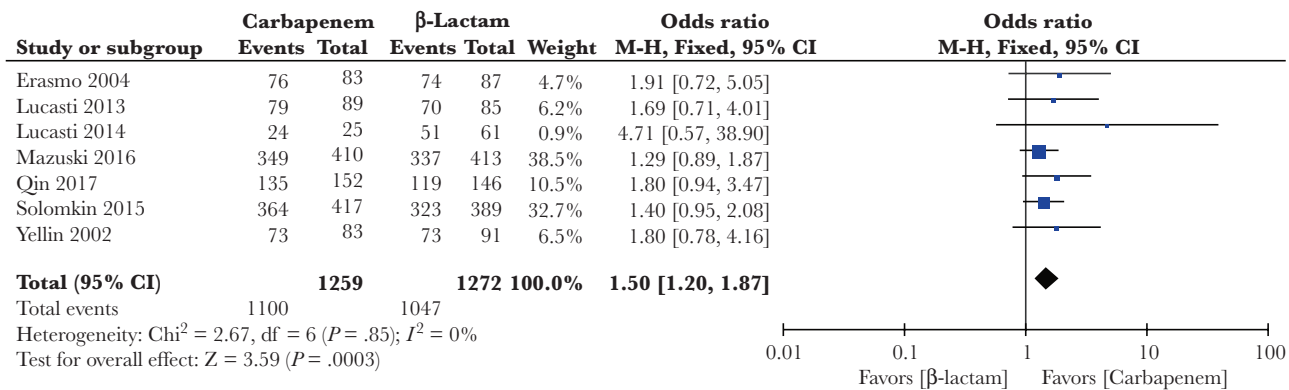 Carbapenem β-Lactam Odds ratio Odds ratio
Study or subgroup Events Total Events Total Weight M-H, Fixed, 95% CI M-H, Fixed, 95% CI
Erasmo 2004 76 83 74 87 4.7% 1.91 [0.72, 5.05]
Lucasti 2013 79 89 70 85 6.2% 1.69 [0.71, 4.01]
Lucasti 2014 24 25 51 61 0.9% 4.71 [0.57, 38.90]
Mazuski 2016 349 410 337 413 38.5% 1.29 [0.89, 1.87]
Qin 2017 135 152 119 146 10.5% 1.80 [0.94, 3.47]
Solomkin 2015 364 417 323 389 32.7% 1.40 [0.95, 2.08]
Yellin 2002 73 83 73 91 6.5% 1.80 [0.78, 4.16]
Total (95% CI) 1259 1272 100.0% 1.50 [1.20, 1.87]
Total events 1100 1047
Heterogeneity: Chi² = 2.67, df = 6 (P = .85); I² = 0%
Test for overall effect: Z = 3.59 (P = .0003)
0.01 0.1 1 10 100
Favors [β-lactam] Favors [Carbapenem]